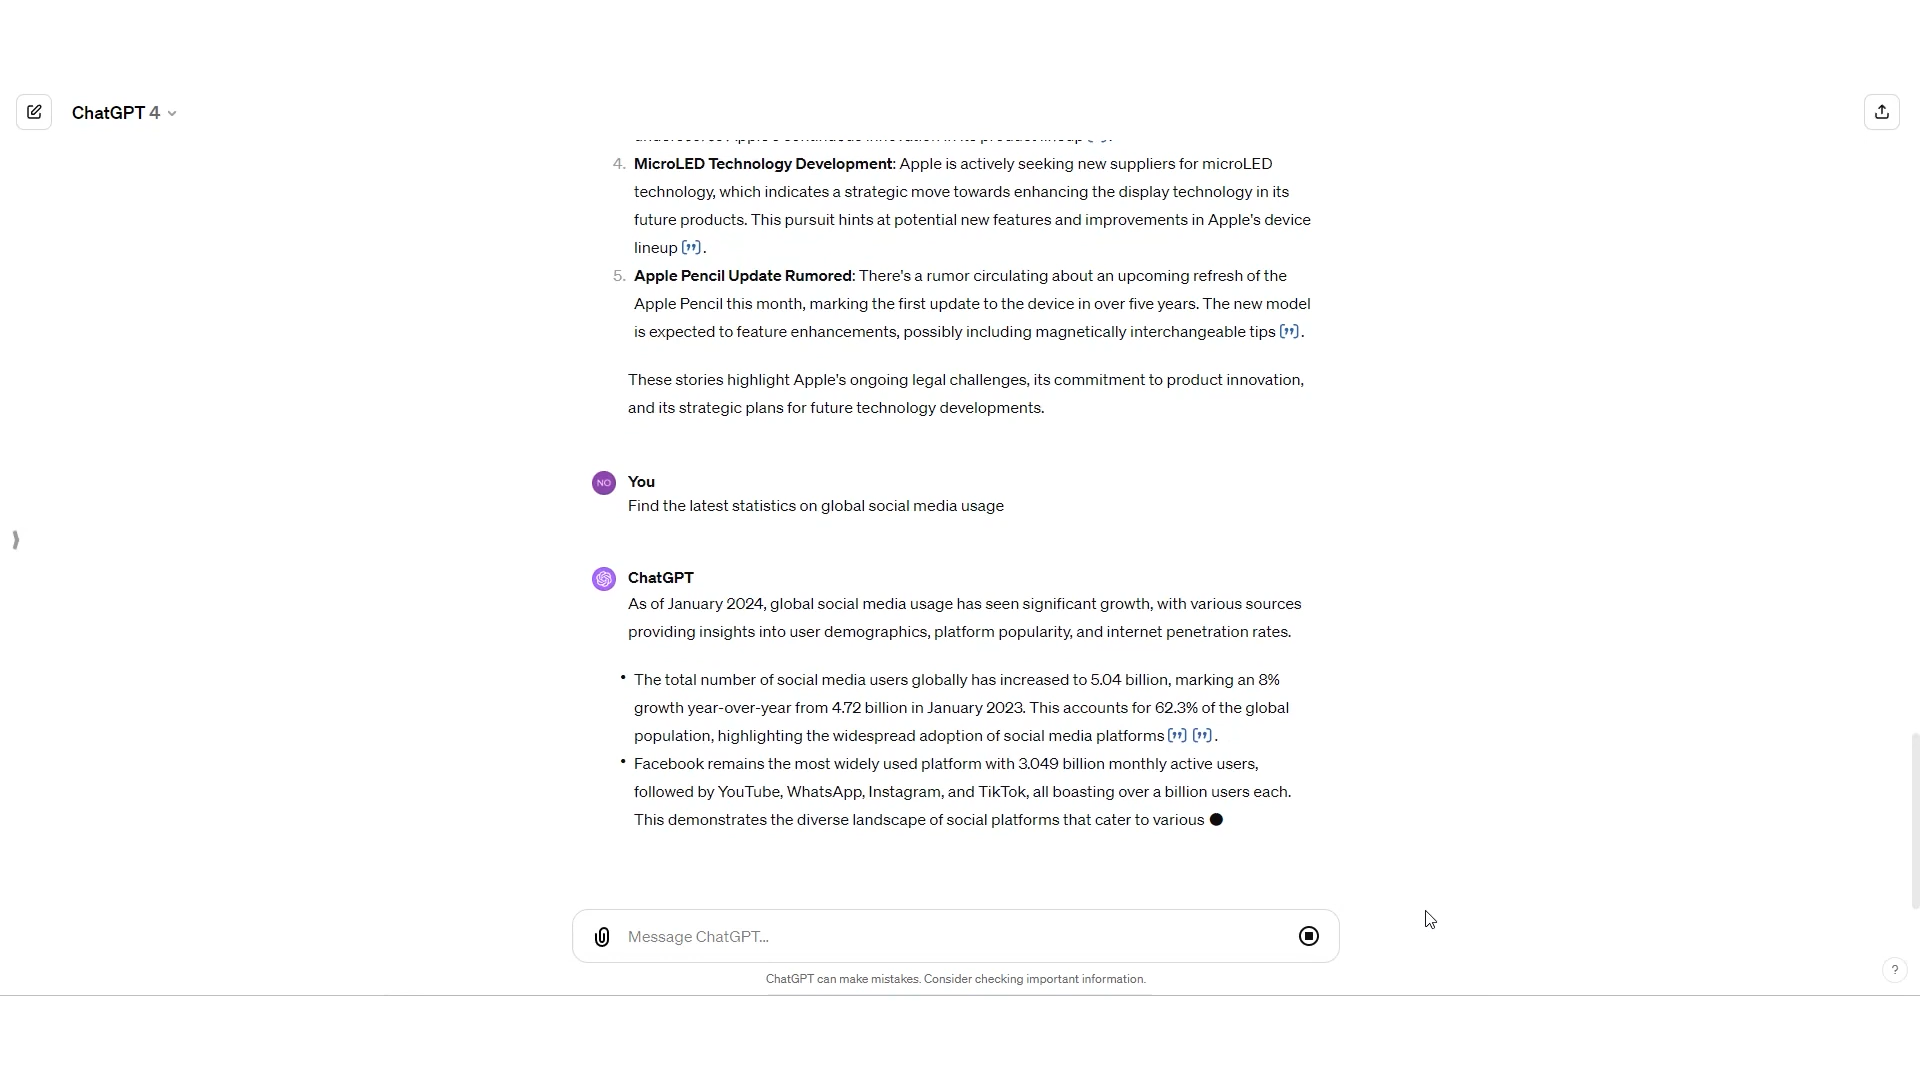 ChatGPT 4
4. MicroLED Technology Development: Apple is actively seeking new suppliers for microLED
technology, which indicates a strategic move towards enhancing the display technology in its
future products. This pursuit hints at potential new features and improvements in Apple's device
lineup ["].
5. Apple Pencil Update Rumored: There's a rumor circulating about an upcoming refresh of the
Apple Pencil this month, marking the first update to the device in over five years. The new model
is expected to feature enhancements, possibly including magnetically interchangeable tips ["].
These stories highlight Apple's ongoing legal challenges, its commitment to product innovation,
and its strategic plans for future technology developments.
NO You
Find the latest statistics on global social media usage
ChatGPT
As of January 2024, global social media usage has seen significant growth, with various sources
providing insights into user demographics, platform popularity, and internet penetration rates.
• The total number of social media users globally has increased to 5.04 billion, marking an 8%
growth year-over-year from 4.72 billion in January 2023. This accounts for 62.3% of the global
population, highlighting the widespread adoption of social media platforms ["] ["].
• Facebook remains the most widely used platform with 3.049 billion monthly active users,
followed by YouTube, WhatsApp, Instagram, and TikTok, all boasting over a billion users each.
This demonstrates the diverse landscape of social platforms that cater to various
Message ChatGPT...
ChatGPT can make mistakes. Consider checking important information.
?